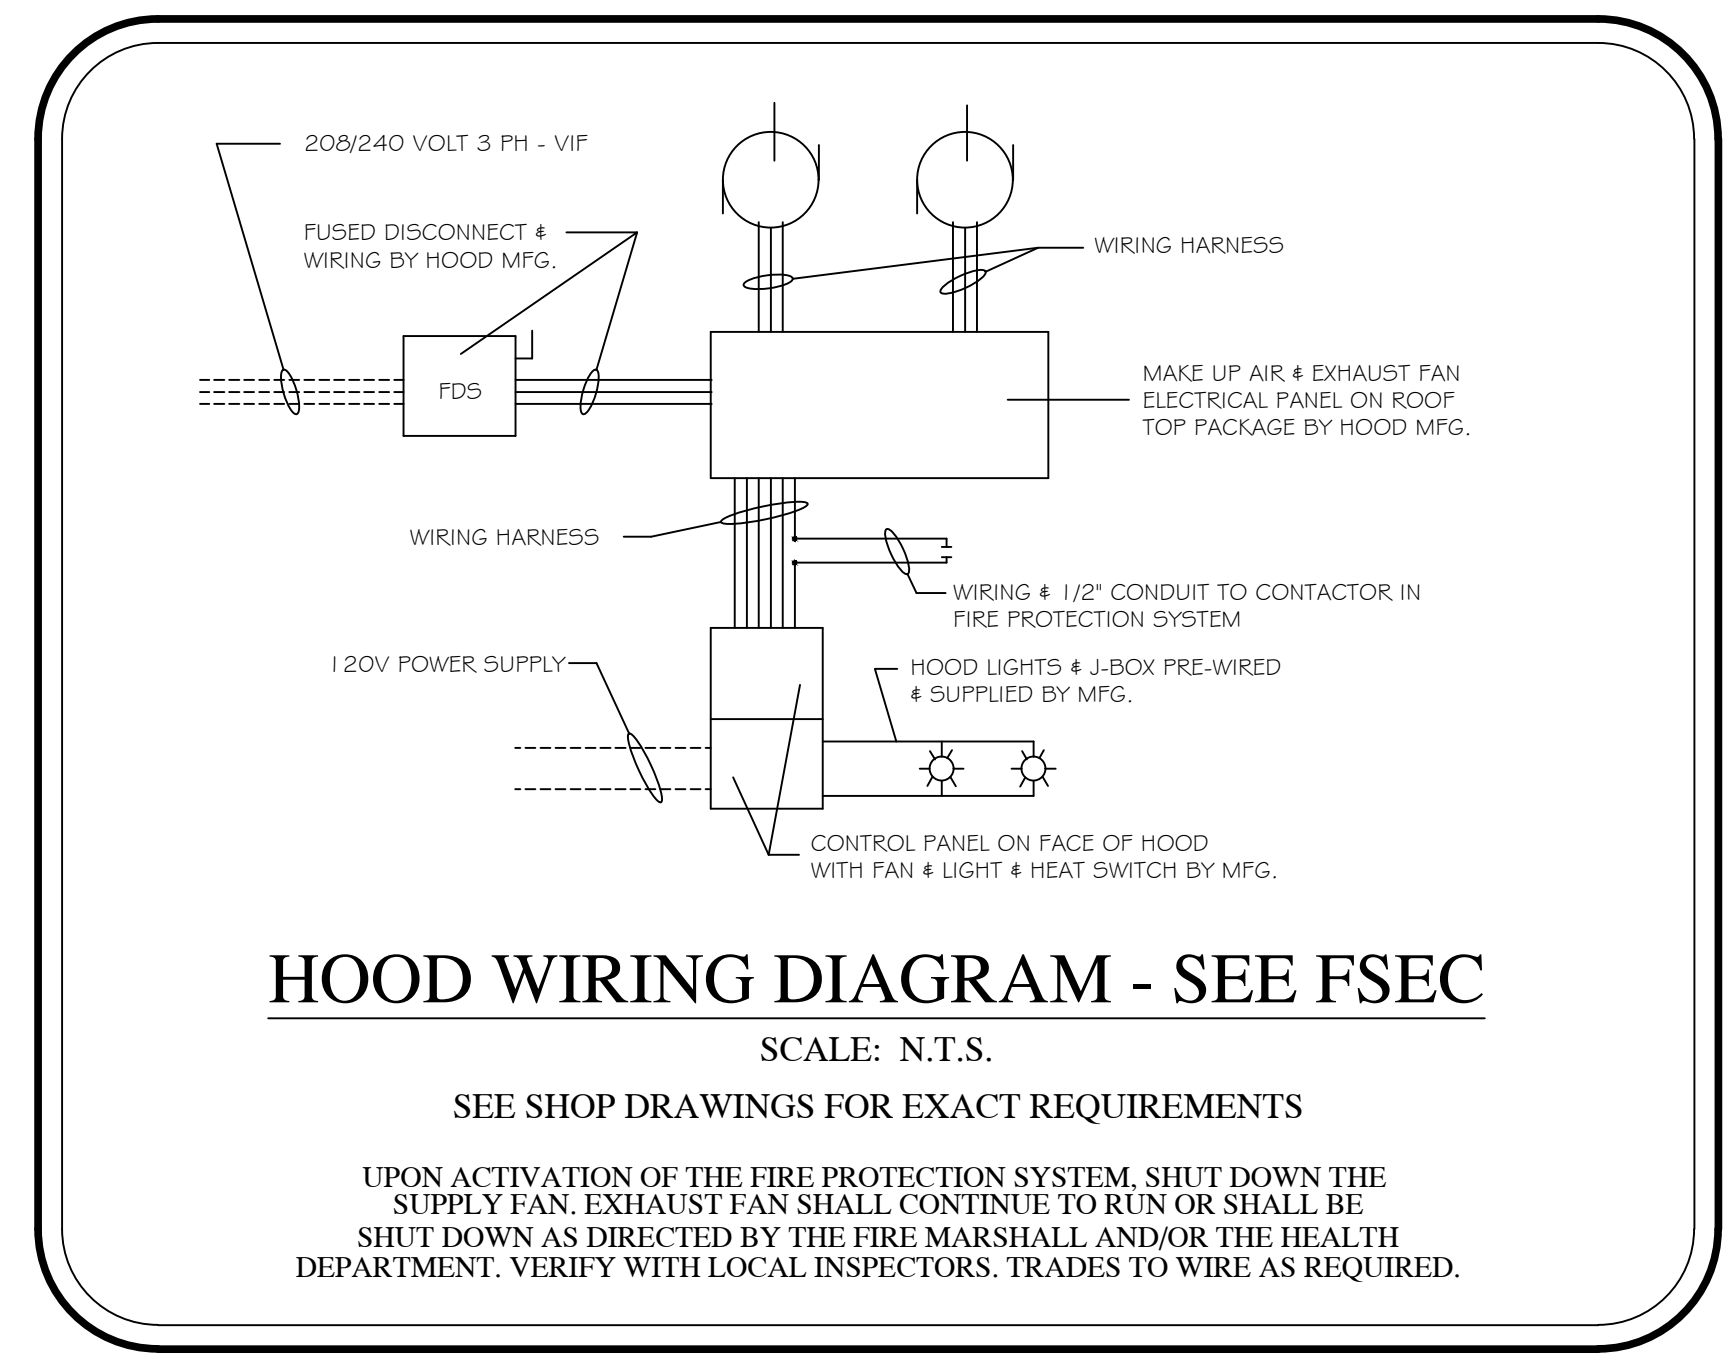 208/240 VOLT 3 PH - VIF
FUSED DISCONNECT &
WIRING BY HOOD MFG.
WIRING HARNESS
FDS
MAKE UP AIR & EXHAUST FAN
ELECTRICAL PANEL ON ROOF
TOP PACKAGE BY HOOD MFG.
WIRING HARNESS
WIRING & 1/2" CONDUIT TO CONTACTOR IN
FIRE PROTECTION SYSTEM
120V POWER SUPPLY
HOOD LIGHTS & J-BOX PRE-WIRED
& SUPPLIED BY MFG.
CONTROL PANEL ON FACE OF HOOD
WITH FAN & LIGHT & HEAT SWITCH BY MFG.
HOOD WIRING DIAGRAM - SEE FSEC
SCALE: N.T.S.
SEE SHOP DRAWINGS FOR EXACT REQUIREMENTS
UPON ACTIVATION OF THE FIRE PROTECTION SYSTEM, SHUT DOWN THE
SUPPLY FAN. EXHAUST FAN SHALL CONTINUE TO RUN OR SHALL BE
SHUT DOWN AS DIRECTED BY THE FIRE MARSHALL AND/OR THE HEALTH
DEPARTMENT. VERIFY WITH LOCAL INSPECTORS. TRADES TO WIRE AS REQUIRED.